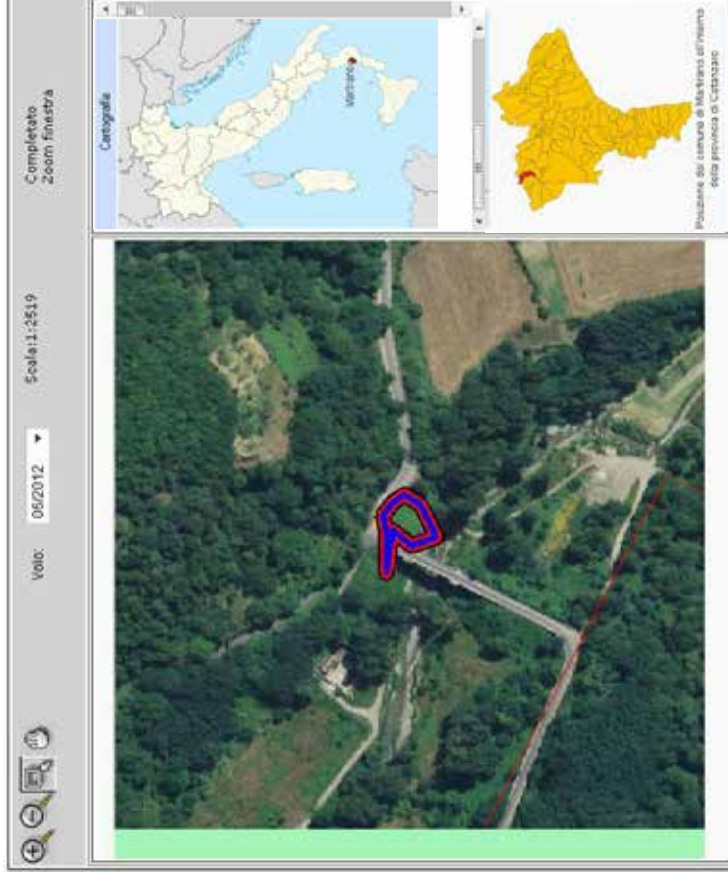 Volo:
06/2012
Scala:1:2519
Completato
Zoom finestra
Cartografia
Martirano
Posizione del comune di Martirano all'interno
della provincia di Catanzaro